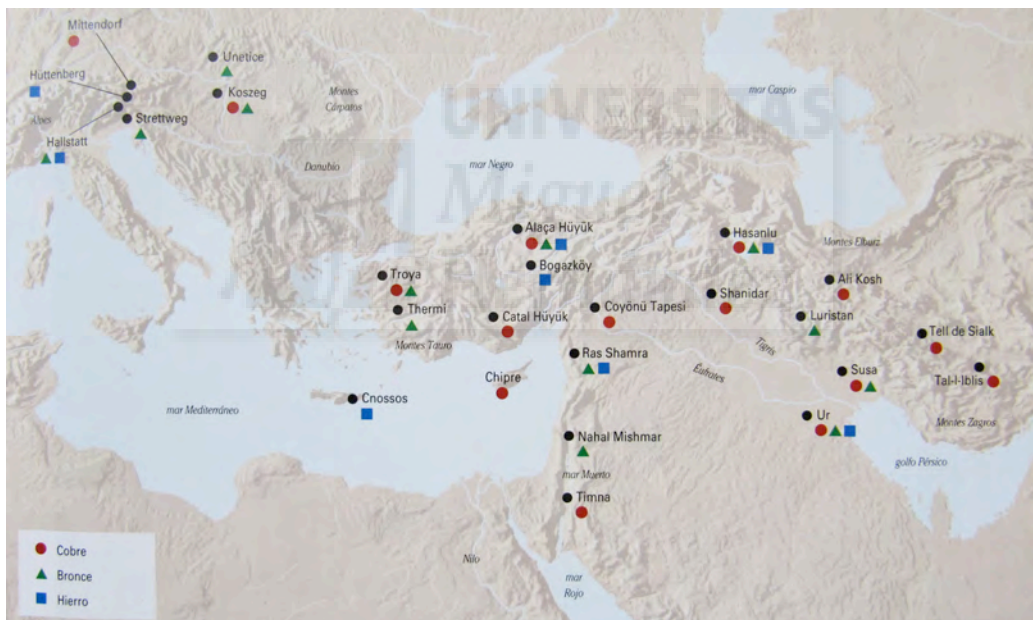 Mittendorf
Unetice
Hüttenberg
Koszeg
Montes
Cárpatos
Alpes
Strettweg
Hallstatt
Danubio
mar Negro
mar Caspio
UNIVERSITAS
Miguel
Alaça Hüyük
Hasanlu
Montes Elburz
Bogazköy
Troya
Ali Kosh
Shanidar
Thermi
Catal Hüyük
Coyönü Tapesi
Luristan
Montes Tauro
Tigris
Tell de Sialk
Ras Shamra
Susa
Tal-I-Iblis
Chipre
Eufrates
Cnossos
mar Mediterráneo
Ur
Montes Zagros
Nahal Mishmar
golfo Pérsico
mar Muerto
Timna
Cobre
Nilo
Bronce
mar
Rojo
Hierro